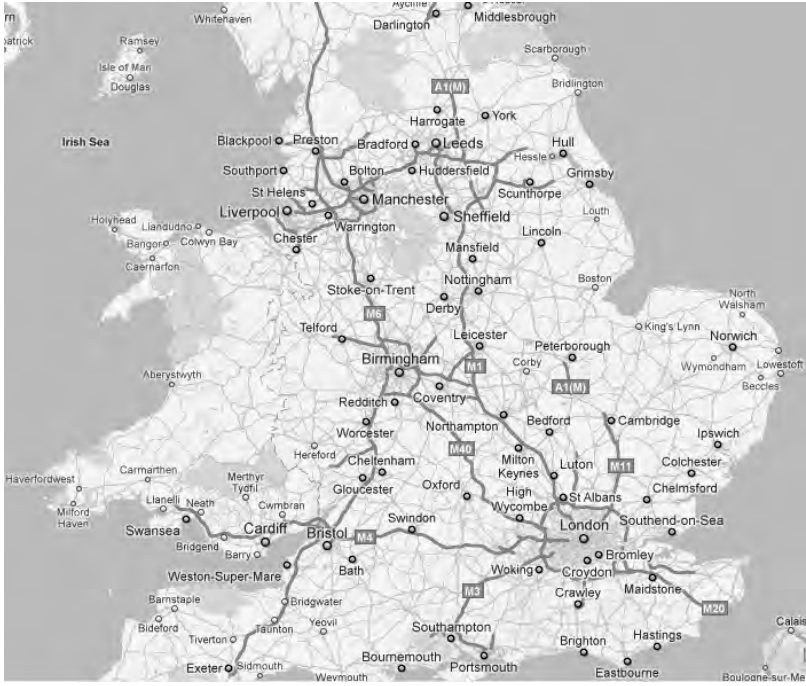 Whitehaven
Aycliffe
Darlington
Middlesbrough
Ramsey
Isle of Man
Douglas
Scarborough
A1(M)
Bridlington
Harrogate
York
Irish Sea
Blackpool
Preston
Bradford
Leeds
Hessle
Hull
Southport
Bolton
Huddersfield
Grimsby
St Helens
Manchester
Scunthorpe
Liverpool
Warrington
Sheffield
Louth
Holyhead
Llandudno
Bangor
Colwyn Bay
Chester
Lincoln
Caernarfon
Mansfield
Stoke-on-Trent
Nottingham
Boston
Derby
North
Walsham
M6
Telford
Leicester
King's Lynn
Norwich
Birmingham
Peterborough
Lowestoft
M1
Corby
Wymondham
Aberystwyth
Coventry
A1(M)
Beccles
Redditch
Northampton
Bedford
Cambridge
Worcester
Ipswich
Hereford
M40
Milton
Keynes
Luton
M11
Colchester
Haverfordwest
Carmarthen
Merthyr
Tydfil
Cheltenham
Gloucester
Oxford
High
Wycombe
St Albans
Chelmsford
Milford
Haven
Llanelli
Neath
Cwmbran
Swansea
Cardiff
Bristol
Swindon
London
Southend-on-Sea
Bridgend
Barry
M4
Bromley
Weston-Super-Mare
Bath
Woking
Croydon
Maidstone
Barnstaple
Bridgwater
M3
Crawley
M20
Bideford
Tiverton
Taunton
Yeovil
Southampton
Brighton
Hastings
Calais
Exeter
Sidmouth
Weymouth
Bournemouth
Portsmouth
Eastbourne
Boulogne-sur-Mer